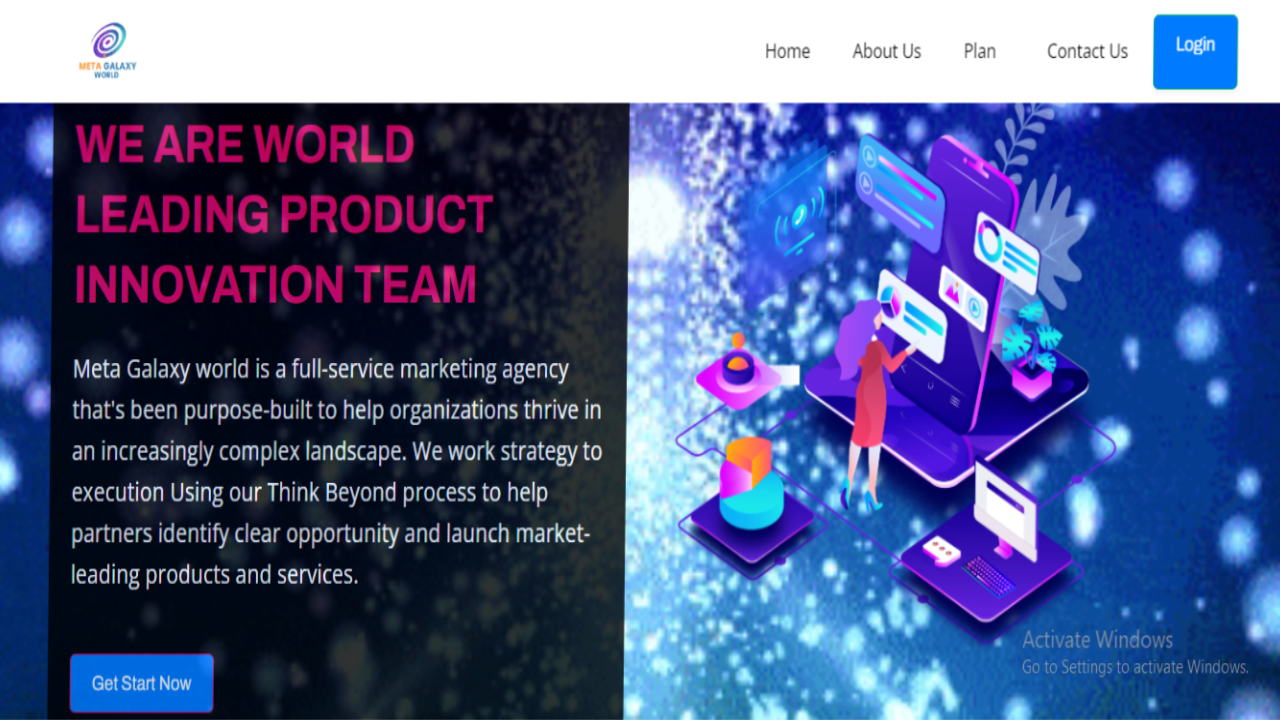 META GALAXY
WORLD
Home
About Us
Plan
Contact Us
Login
WE ARE WORLD
LEADING PRODUCT
INNOVATION TEAM
Meta Galaxy world is a full-service marketing agency
that's been purpose-built to help organizations thrive in
an increasingly complex landscape. We work strategy to
execution Using our Think Beyond process to help
partners identify clear opportunity and launch market-
leading products and services.
Get Start Now
Activate Windows
Go to Settings to activate Windows.